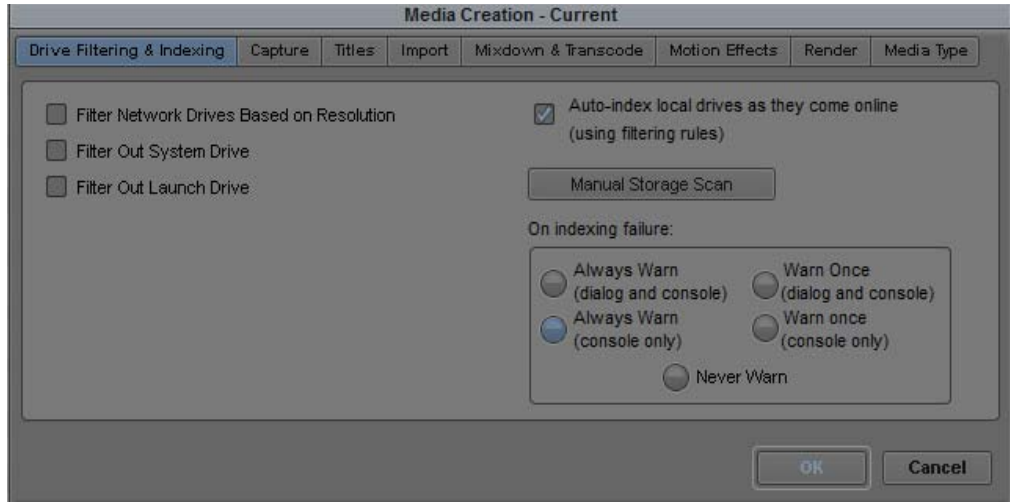 Media Creation - Current
Drive Filtering & Indexing Capture Titles Import Mixdown & Transcode Motion Effects Render Media Type
Filter Network Drives Based on Resolution
Filter Out System Drive
Filter Out Launch Drive
Auto-index local drives as they come online
(using filtering rules)
Manual Storage Scan
On indexing failure:
Always Warn
(dialog and console)
Warn Once
(dialog and console)
Always Warn
(console only)
Warn once
(console only)
Never Warn
OK Cancel